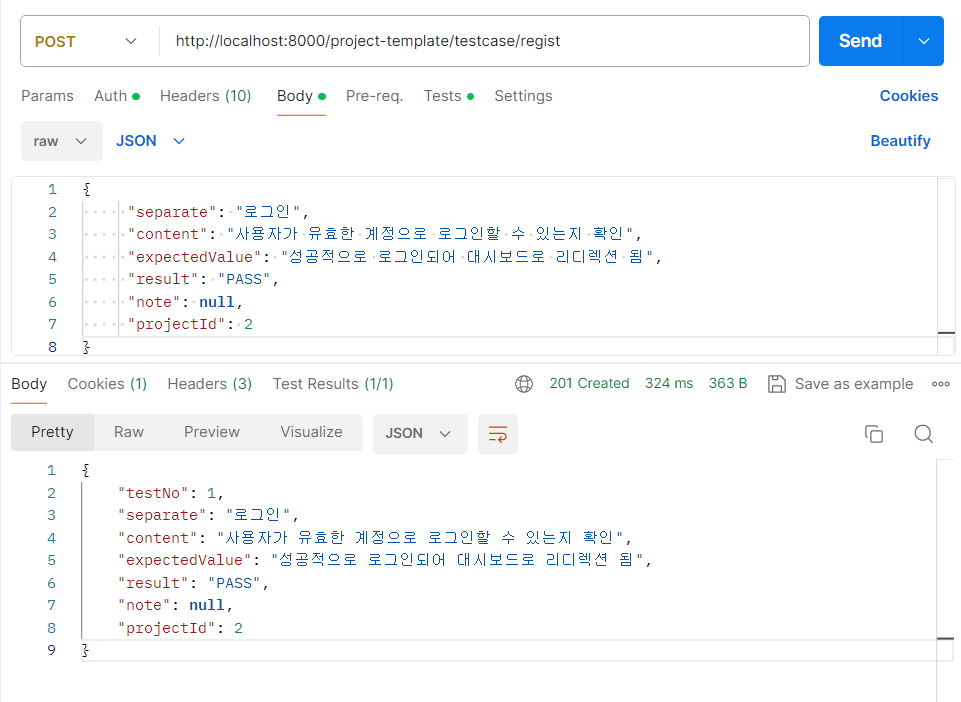 POST http://localhost:8000/project-template/testcase/regist Send
Params Auth Headers (10) Body Pre-req. Tests Settings Cookies
raw JSON Beautify
1 {
2 "separate": "로그인",
3 "content": "사용자가 유효한 계정으로 로그인할 수 있는지 확인",
4 "expectedValue": "성공적으로 로그인되어 대시보드로 리디렉션 됨",
5 "result": "PASS",
6 "note": null,
7 "projectId": 2
8 }
Body Cookies (1) Headers (3) Test Results (1/1) 201 Created 324 ms 363 B Save as example
Pretty Raw Preview Visualize JSON
1 {
2 "testNo": 1,
3 "separate": "로그인",
4 "content": "사용자가 유효한 계정으로 로그인할 수 있는지 확인",
5 "expectedValue": "성공적으로 로그인되어 대시보드로 리디렉션 됨",
6 "result": "PASS",
7 "note": null,
8 "projectId": 2
9 }